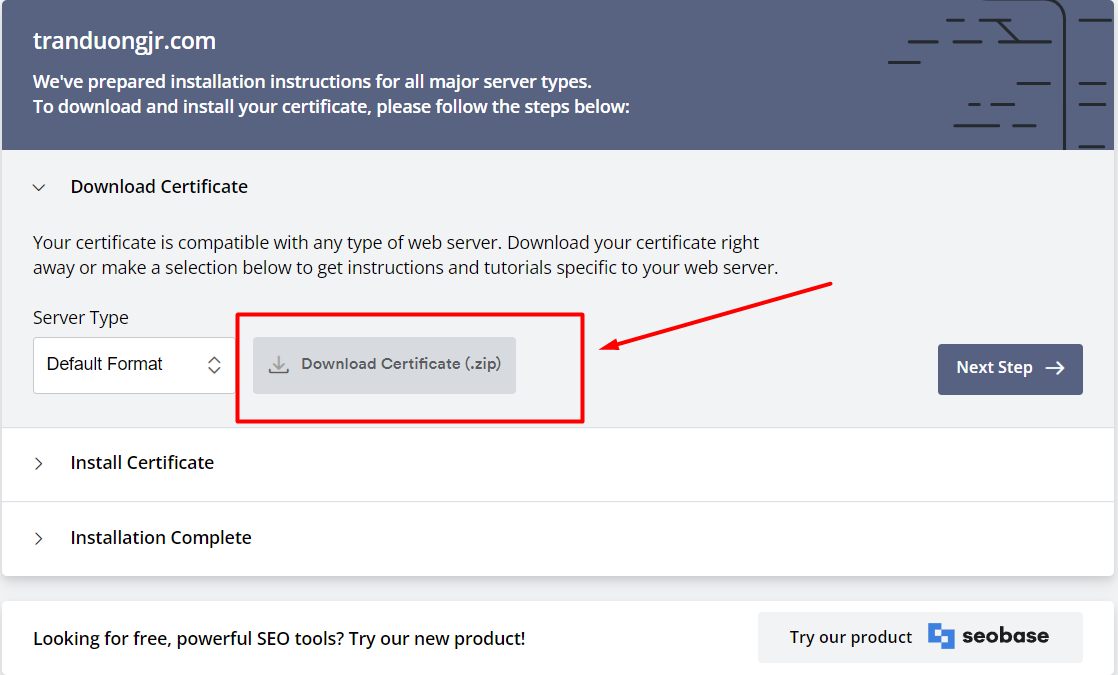 tranduongjr.com
We've prepared installation instructions for all major server types.
To download and install your certificate, please follow the steps below:
Download Certificate
Your certificate is compatible with any type of web server. Download your certificate right
away or make a selection below to get instructions and tutorials specific to your web server.
Server Type
Default Format
Download Certificate (.zip)
Next Step
Install Certificate
Installation Complete
Looking for free, powerful SEO tools? Try our new product!
Try our product seobase